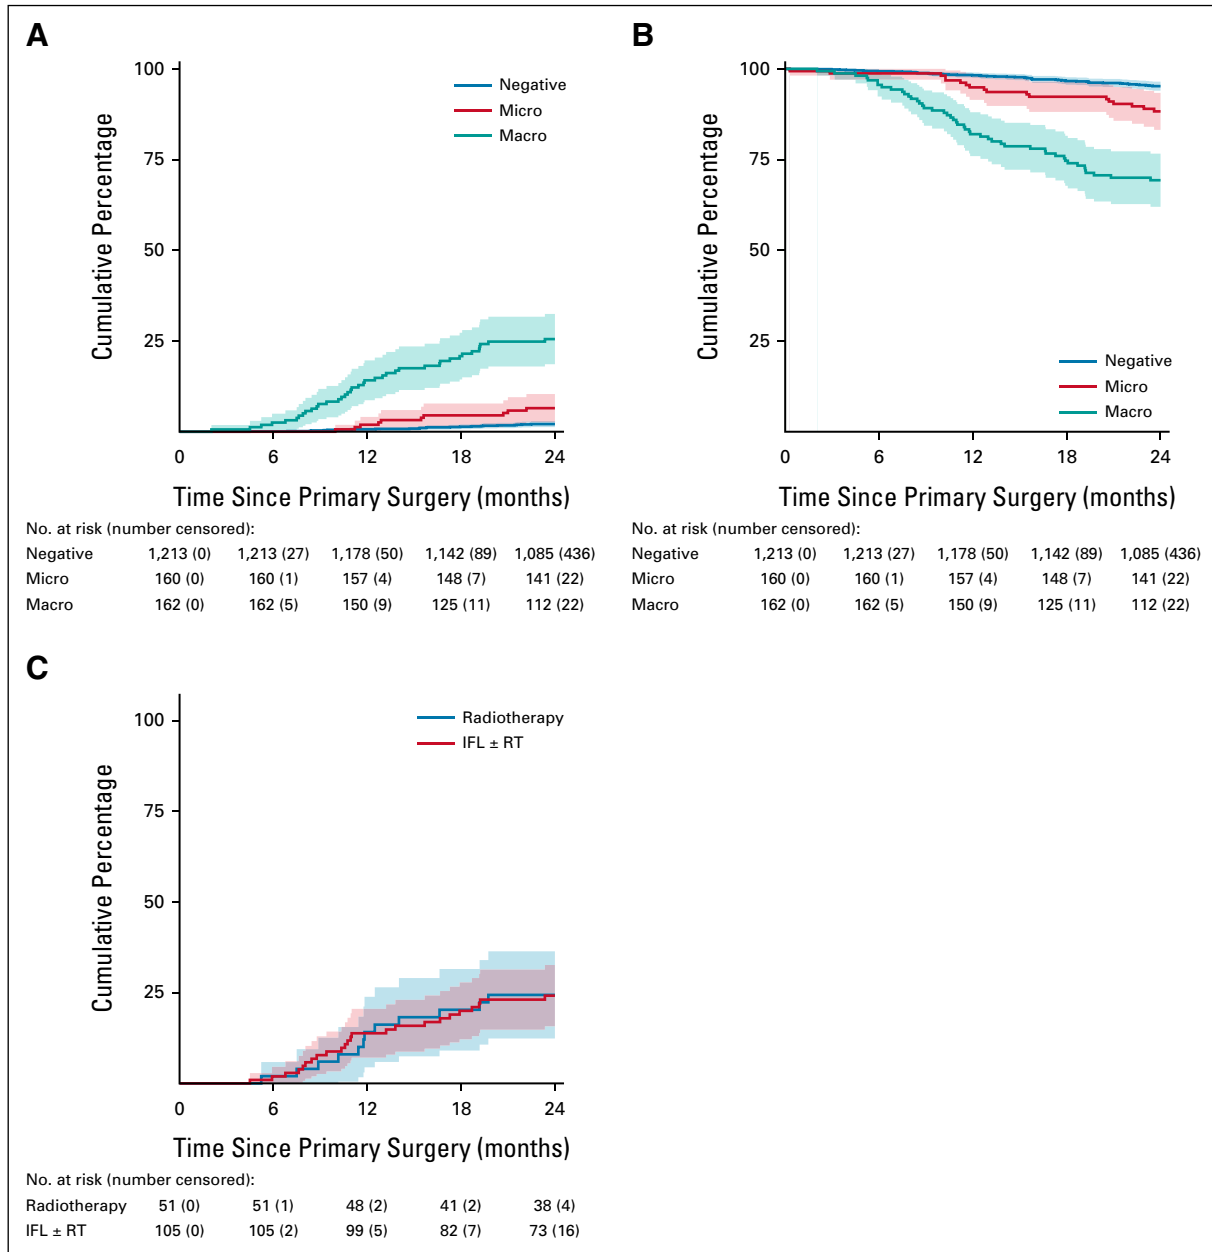 A
100
75
50
25
Cumulative Percentage
Negative
Micro
Macro
0 6 12 18 24
Time Since Primary Surgery (months)
No. at risk (number censored):
Negative 1,213 (0) 1,213 (27) 1,178 (50) 1,142 (89) 1,085 (436)
Micro 160 (0) 160 (1) 157 (4) 148 (7) 141 (22)
Macro 162 (0) 162 (5) 150 (9) 125 (11) 112 (22)
B
100
75
50
25
Cumulative Percentage
Negative
Micro
Macro
0 6 12 18 24
Time Since Primary Surgery (months)
No. at risk (number censored):
Negative 1,213 (0) 1,213 (27) 1,178 (50) 1,142 (89) 1,085 (436)
Micro 160 (0) 160 (1) 157 (4) 148 (7) 141 (22)
Macro 162 (0) 162 (5) 150 (9) 125 (11) 112 (22)
C
100
75
50
25
Cumulative Percentage
Radiotherapy
IFL ± RT
0 6 12 18 24
Time Since Primary Surgery (months)
No. at risk (number censored):
Radiotherapy 51 (0) 51 (1) 48 (2) 41 (2) 38 (4)
IFL ± RT 105 (0) 105 (2) 99 (5) 82 (7) 73 (16)